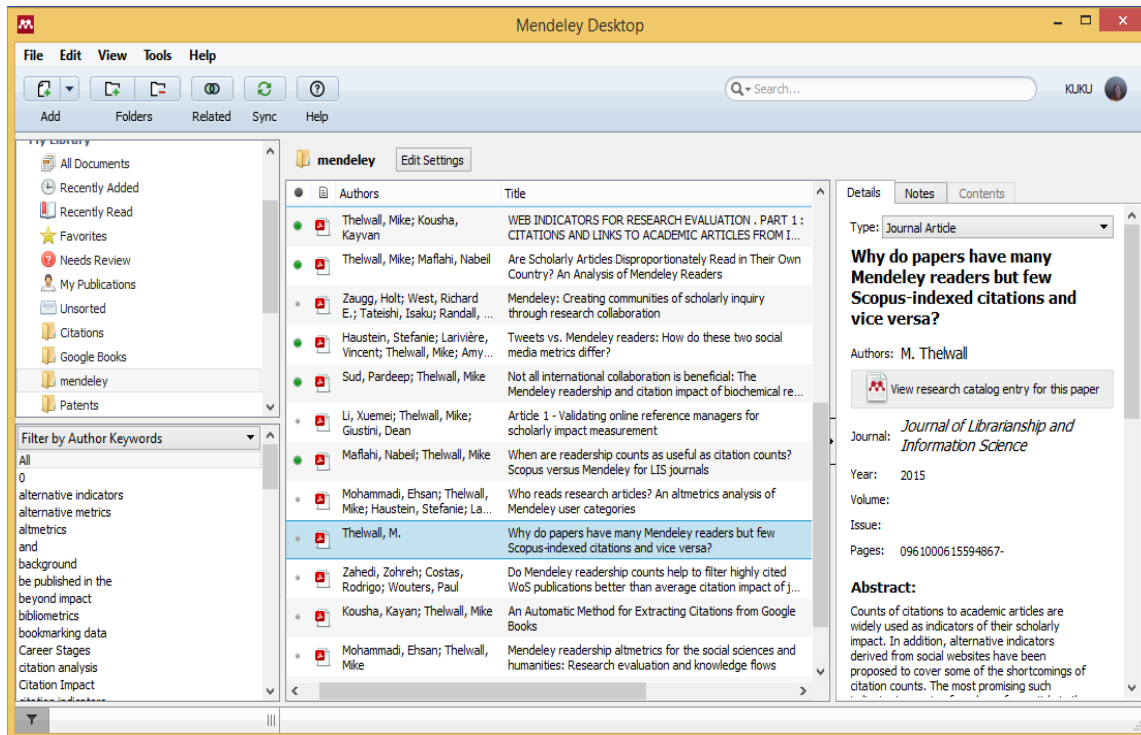 Mendeley Desktop
File Edit View Tools Help
Search...
KUKU
Add Folders Related Sync Help
My Library
All Documents
Recently Added
Recently Read
Favorites
Needs Review
My Publications
Unsorted
Citations
Google Books
mendeley
Patents
Filter by Author Keywords
All
0
alternative indicators
alternative metrics
altmetrics
and
background
be published in the
beyond impact
bibliometrics
bookmarking data
Career Stages
citation analysis
Citation Impact
citation indicators
mendeley Edit Settings
Authors Title
Thelwall, Mike; Kousha, Kayvan
WEB INDICATORS FOR RESEARCH EVALUATION . PART 1 :
CITATIONS AND LINKS TO ACADEMIC ARTICLES FROM I...
Thelwall, Mike; Maflahi, Nabeil
Are Scholarly Articles Disproportionately Read in Their Own
Country? An Analysis of Mendeley Readers
Zaugg, Holt; West, Richard
E.; Tateishi, Isaku; Randall, ...
Mendeley: Creating communities of scholarly inquiry
through research collaboration
Haustein, Stefanie; Larivière,
Vincent; Thelwall, Mike; Amy...
Tweets vs. Mendeley readers: How do these two social
media metrics differ?
Sud, Pardeep; Thelwall, Mike
Not all international collaboration is beneficial: The
Mendeley readership and citation impact of biochemical re...
Li, Xuemei; Thelwall, Mike;
Giustini, Dean
Article 1 - Validating online reference managers for
scholarly impact measurement
Maflahi, Nabeil; Thelwall, Mike
When are readership counts as useful as citation counts?
Scopus versus Mendeley for LIS journals
Mohammadi, Ehsan; Thelwall,
Mike; Haustein, Stefanie; La...
Who reads research articles? An altmetrics analysis of
Mendeley user categories
Thelwall, M.
Why do papers have many Mendeley readers but few
Scopus-indexed citations and vice versa?
Zahedi, Zohreh; Costas,
Rodrigo; Wouters, Paul
Do Mendeley readership counts help to filter highly cited
WoS publications better than average citation impact of j...
Kousha, Kayan; Thelwall, Mike
An Automatic Method for Extracting Citations from Google
Books
Mohammadi, Ehsan; Thelwall,
Mike
Mendeley readership altmetrics for the social sciences and
humanities: Research evaluation and knowledge flows
Details Notes Contents
Type: Journal Article
Why do papers have many
Mendeley readers but few
Scopus-indexed citations and
vice versa?
Authors: M. Thelwall
View research catalog entry for this paper
Journal: Journal of Librarianship and
Information Science
Year: 2015
Volume:
Issue:
Pages: 0961000615594867-
Abstract:
Counts of citations to academic articles are
widely used as indicators of their scholarly
impact. In addition, alternative indicators
derived from social websites have been
proposed to cover some of the shortcomings of
citation counts. The most promising such